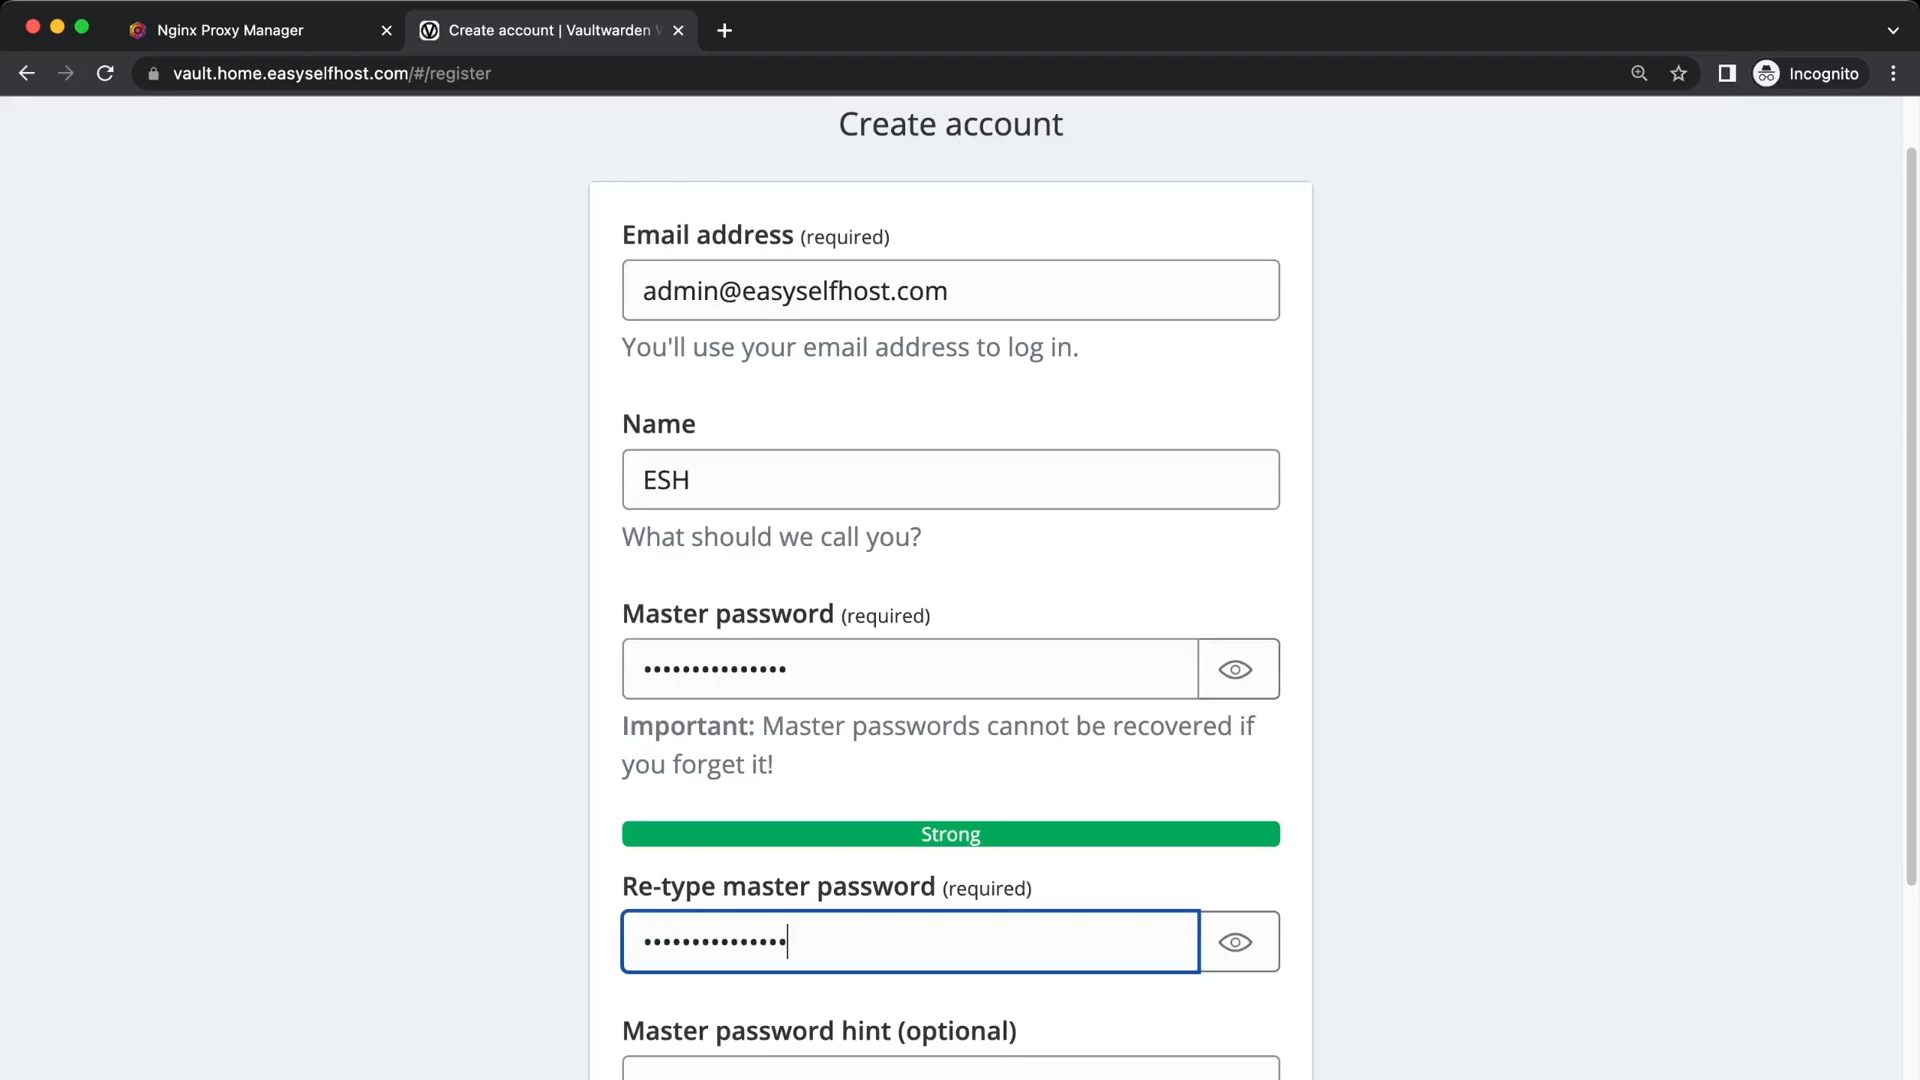 Nginx Proxy Manager
Create account | Vaultwarden
vault.home.easyselfhost.com/#/register
Incognito
Create account
Email address (required)
admin@easyselfhost.com
You'll use your email address to log in.
Name
ESH
What should we call you?
Master password (required)
•••••••••••••••
Important: Master passwords cannot be recovered if
you forget it!
Strong
Re-type master password (required)
•••••••••••••••
Master password hint (optional)